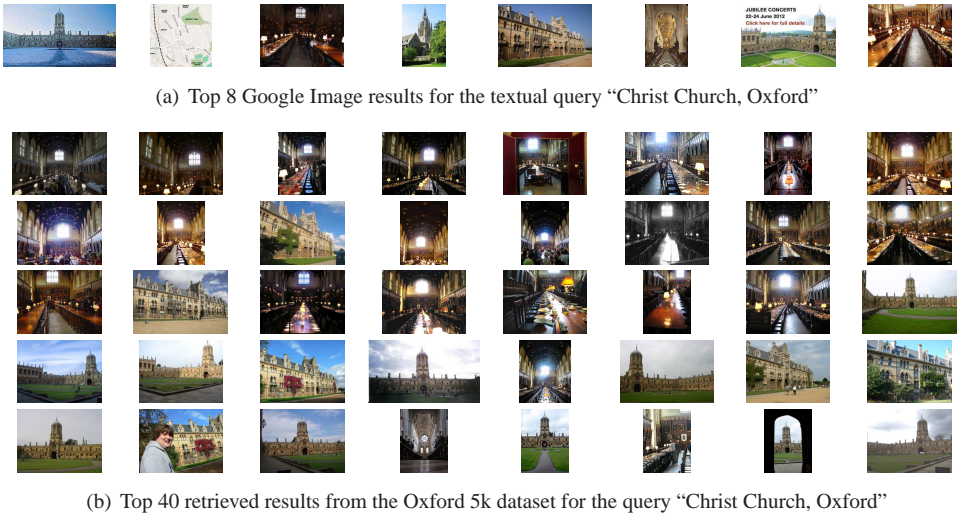 JUBILEE CONCERTS
22-24 June 2012
Click here for full details
(a) Top 8 Google Image results for the textual query “Christ Church, Oxford”
(b) Top 40 retrieved results from the Oxford 5k dataset for the query “Christ Church, Oxford”